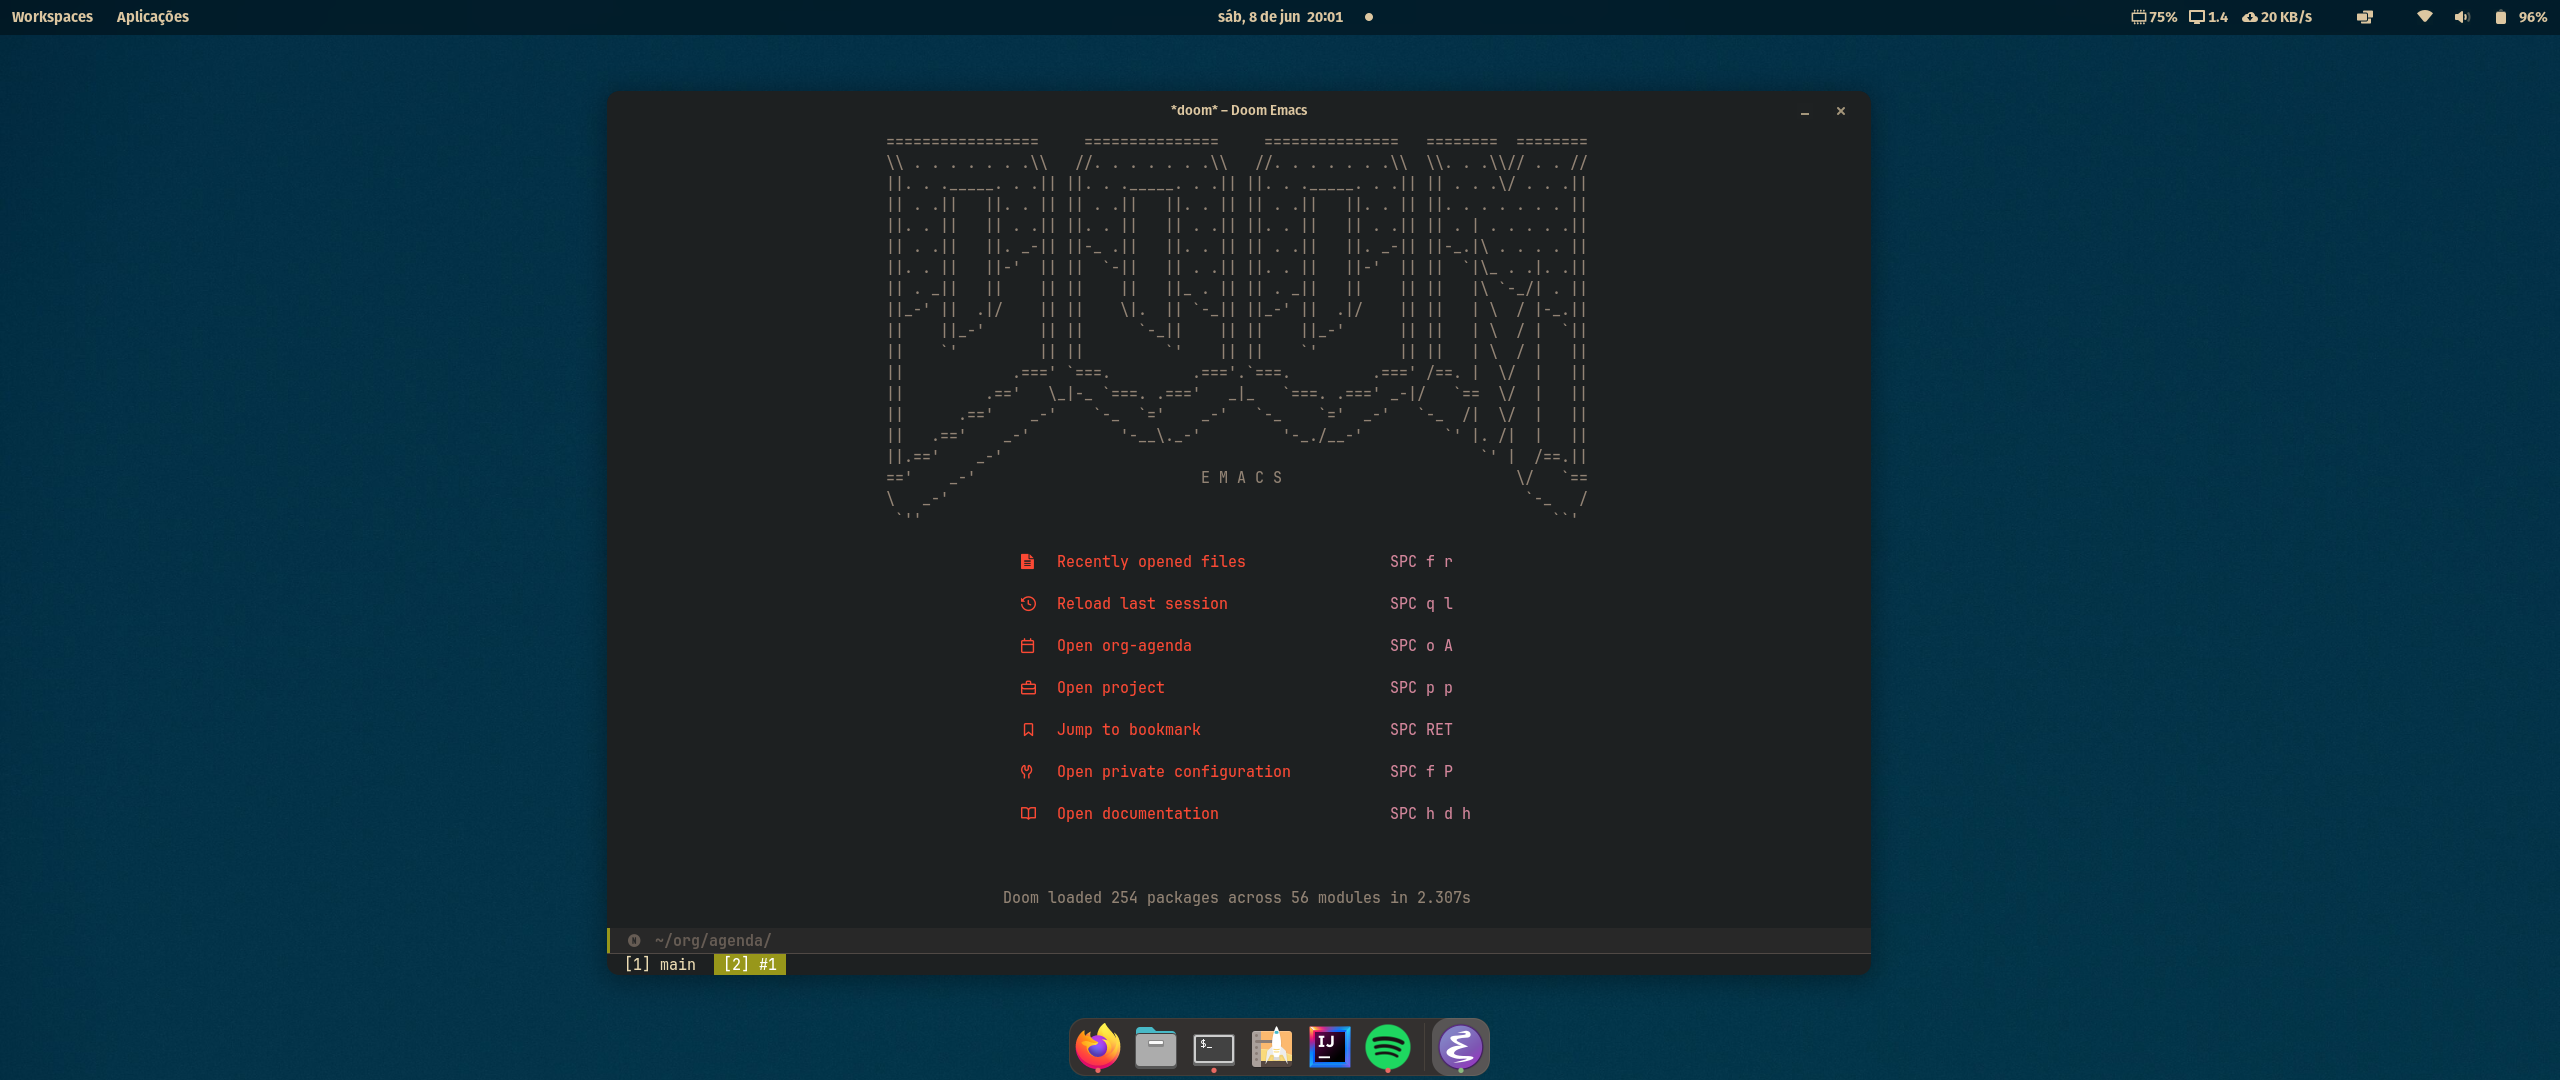 Workspaces Aplicações sáb, 8 de jun 20:01 75% 1.4 20 KB/s 96%
*doom* – Doom Emacs
E M A C S
Recently opened files SPC f r
Reload last session SPC q l
Open org-agenda SPC o A
Open project SPC p p
Jump to bookmark SPC RET
Open private configuration SPC f P
Open documentation SPC h d h
Doom loaded 254 packages across 56 modules in 2.307s
N ~/org/agenda/
[1] main [2] #1
$_ IJ